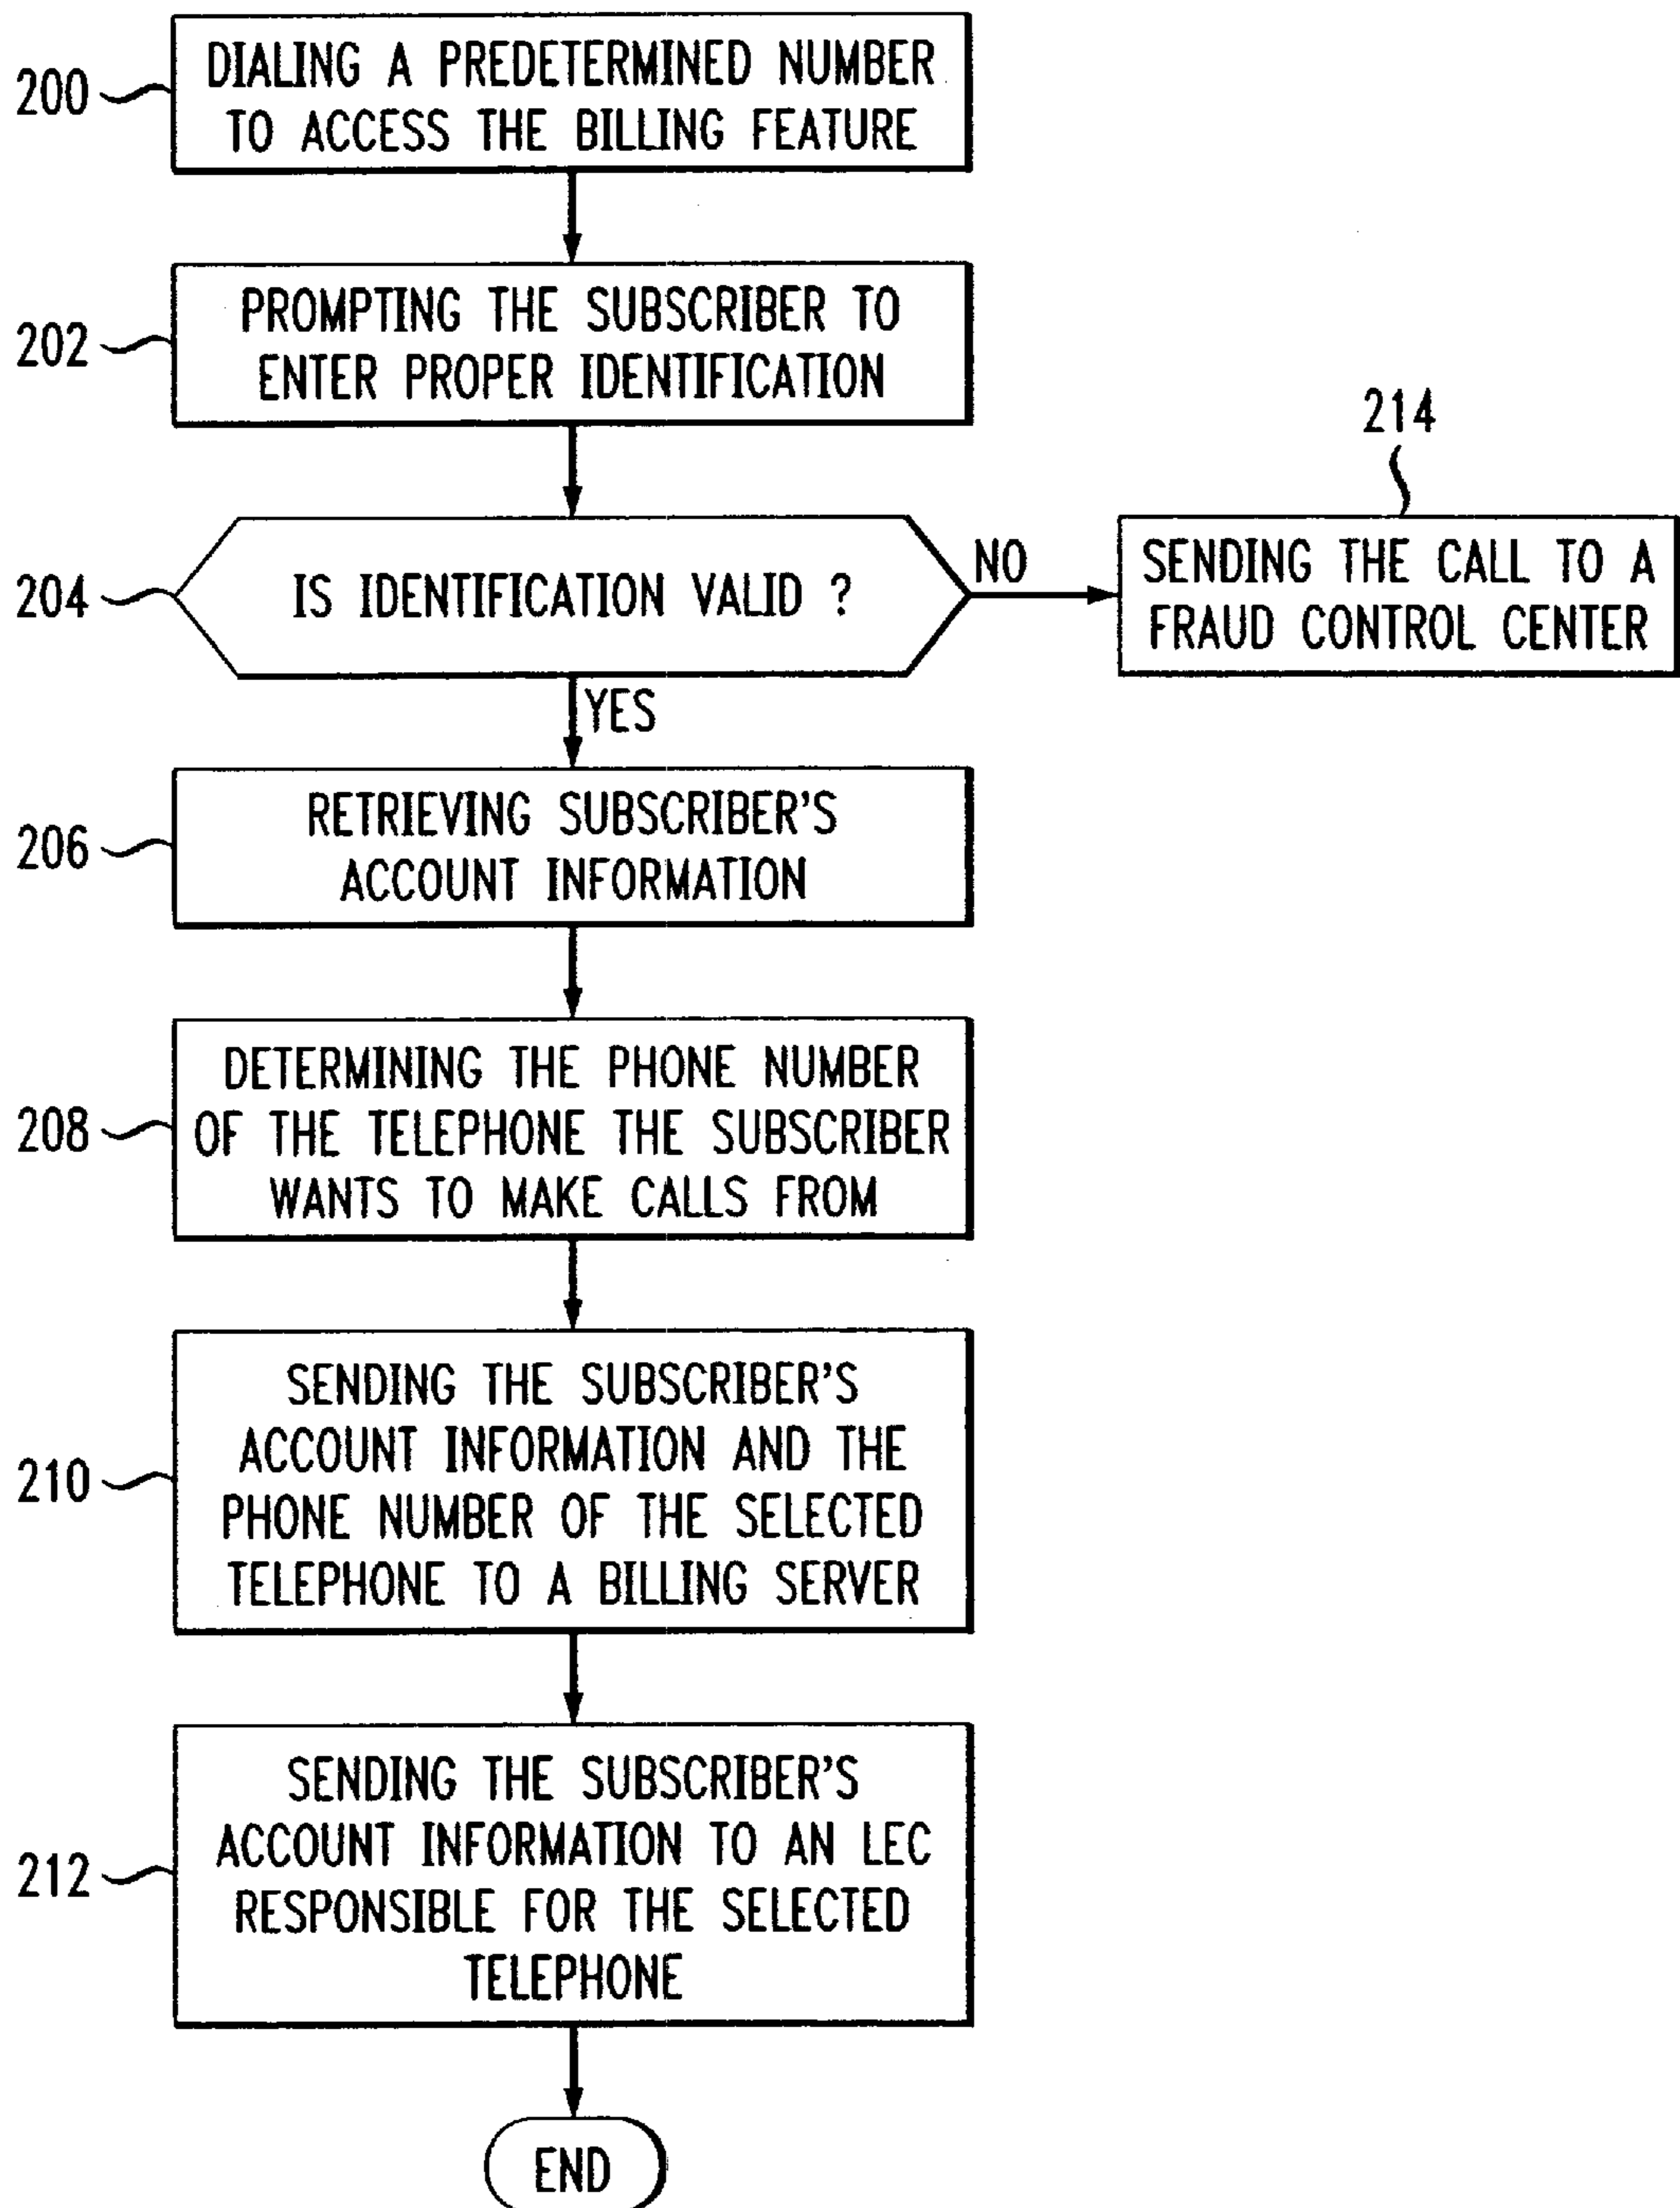 200
DIALING A PREDETERMINED NUMBER
TO ACCESS THE BILLING FEATURE
202
PROMPTING THE SUBSCRIBER TO
ENTER PROPER IDENTIFICATION
204
IS IDENTIFICATION VALID ?
NO
214
SENDING THE CALL TO A
FRAUD CONTROL CENTER
YES
206
RETRIEVING SUBSCRIBER'S
ACCOUNT INFORMATION
208
DETERMINING THE PHONE NUMBER
OF THE TELEPHONE THE SUBSCRIBER
WANTS TO MAKE CALLS FROM
210
SENDING THE SUBSCRIBER'S
ACCOUNT INFORMATION AND THE
PHONE NUMBER OF THE SELECTED
TELEPHONE TO A BILLING SERVER
212
SENDING THE SUBSCRIBER'S
ACCOUNT INFORMATION TO AN LEC
RESPONSIBLE FOR THE SELECTED
TELEPHONE
END